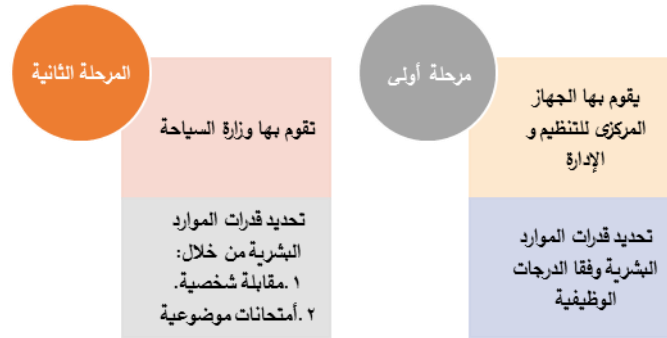 مرحلة أولى
يقوم بها الجهاز
المركزى للتنظيم و
الإدارة
تحديد قدرات الموارد
البشرية وفقا الدرجات
الوظيفية
المرحلة الثانية
تقوم بها وزارة السياحة
تحديد قدرات الموارد
البشرية من خلال:
١.مقابلة شخصية.
٢.أمتحانات موضوعية